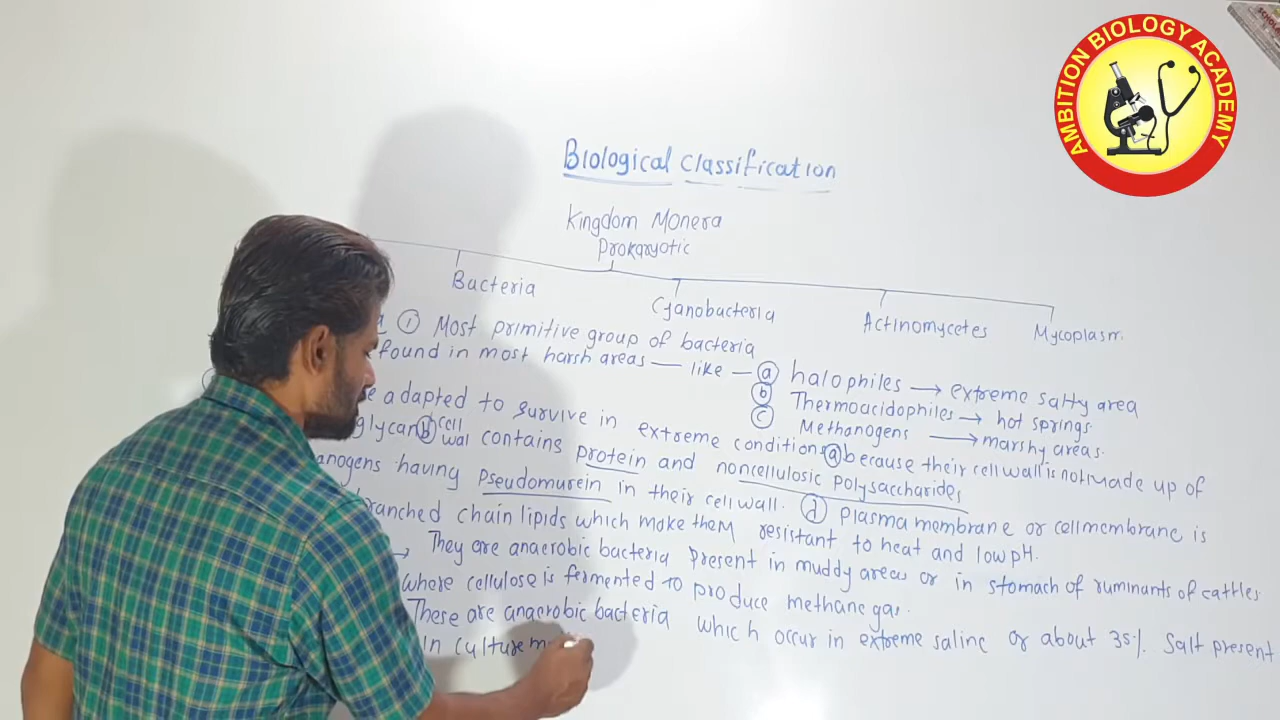 AMBITION BIOLOGY ACADEMY
Biological Classification
Kingdom Monera
Prokaryotic
Bacteria
Cyanobacteria
Actinomycetes
Mycoplasm
① Most primitive group of bacteria
found in most harsh areas — like — ⓐ halophiles → extreme salty area
ⓑ Thermoacidophiles → hot springs
ⓒ Methanogens → marshy areas.
adapted to survive in extreme conditions ⓐ because their cell wall is not made up of
glycan ⓑ cell wal contains protein and noncellulosic polysaccharides
anogens having Pseudomurein in their cell wall. ⓓ Plasma membrane or cell membrane is
ranched chain lipids which make them resistant to heat and low pH.
→ They are anaerobic bacteria Present in muddy areas or in stomach of ruminants of cattles
where cellulose is fermented to produce methane gas.
These are anaerobic bacteria which occur in extreme saline or about 35% Salt present
In Culture m